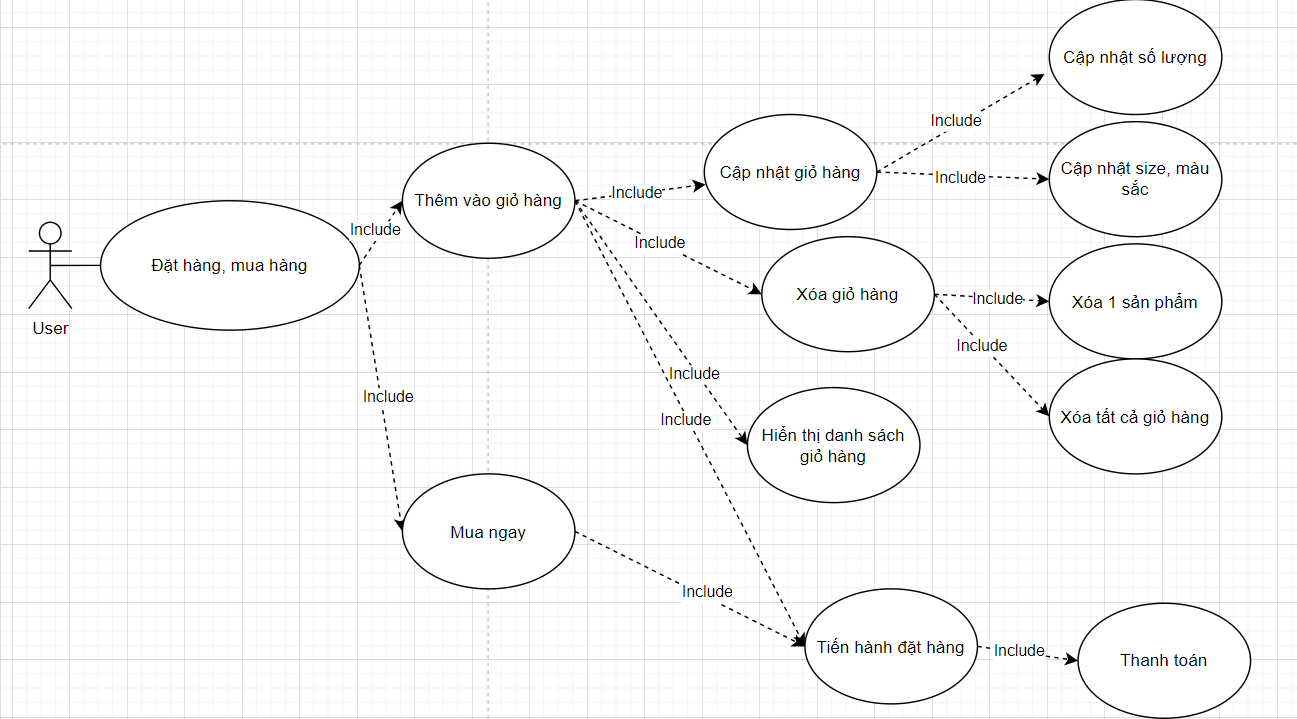 Cập nhật số lượng
Include
Cập nhật giỏ hàng
Include
Cập nhật size, màu
sắc
Thêm vào giỏ hàng
Include
Include
Include
User
Đặt hàng, mua hàng
Xóa giỏ hàng
Include
Xóa 1 sản phẩm
Include
Include
Include
Include
Hiển thị danh sách
giỏ hàng
Xóa tất cả giỏ hàng
Include
Mua ngay
Include
Tiến hành đặt hàng
Include
Thanh toán